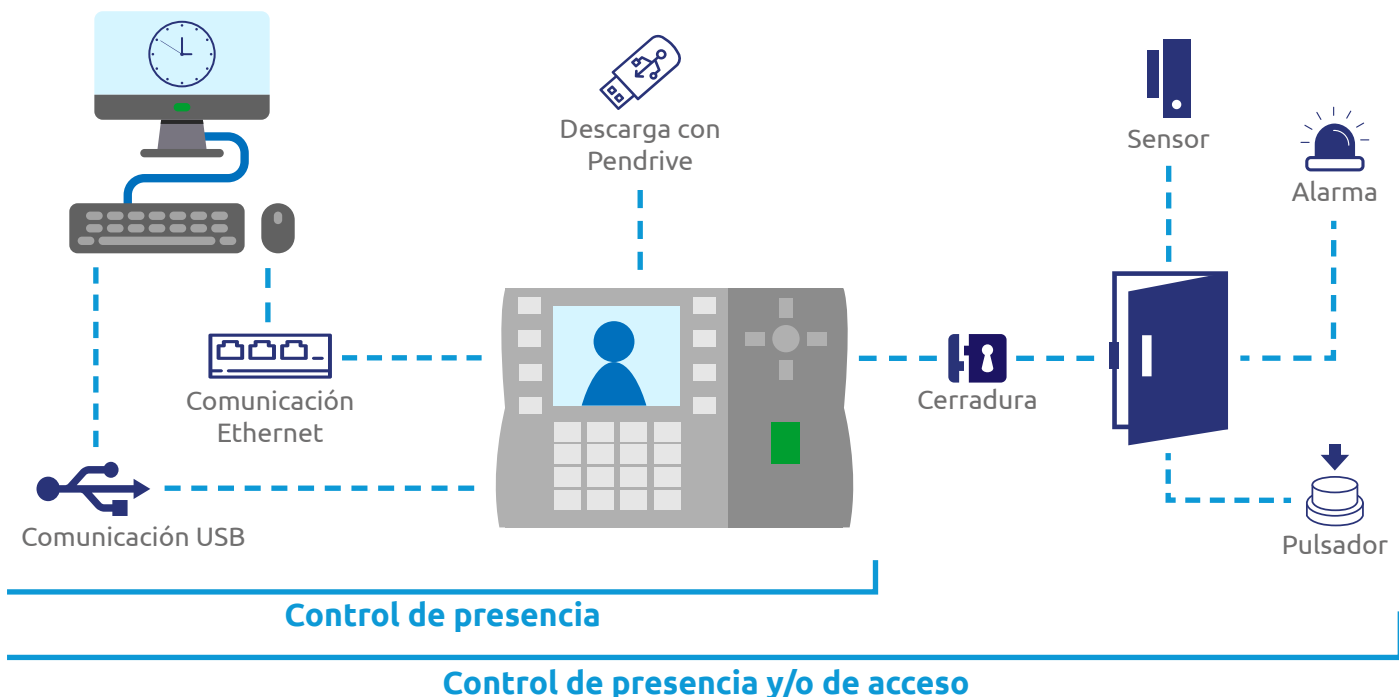 Descarga con
Pendrive
Sensor
Alarma
Comunicación
Ethernet
Cerradura
Comunicación USB
Pulsador
Control de presencia
Control de presencia y/o de acceso